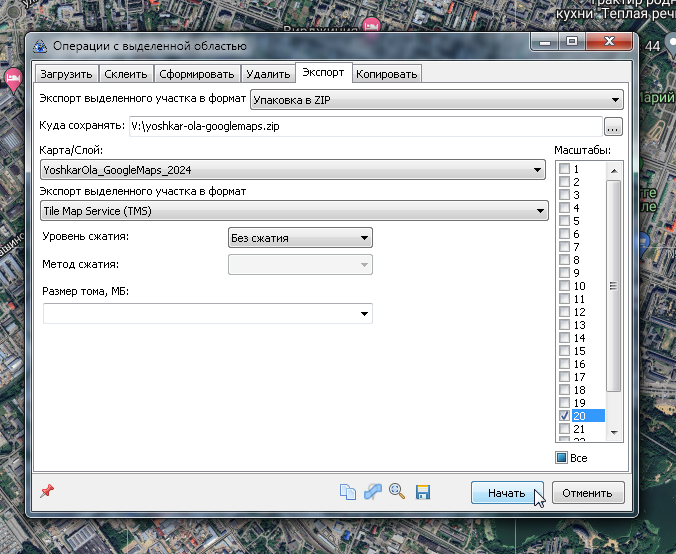 трактир род
кухни "Теплая реч
Вирджиния
44
Операции с выделенной областью
Загрузить Склеить Сформировать Удалить Экспорт Копировать
Экспорт выделенного участка в формат Упаковка в ZIP
Куда сохранять: V:\yoshkar-ola-googlemaps.zip ...
Карта/Слой: Масштабы:
YoshkarOla_GoogleMaps_2024
Экспорт выделенного участка в формат
Tile Map Service (TMS)
Уровень сжатия: Без сжатия
Метод сжатия:
Размер тома, МБ:
1
2
3
4
5
6
7
8
9
10
11
12
13
14
15
16
17
18
19
20
21
22
Все
Начать Отменить